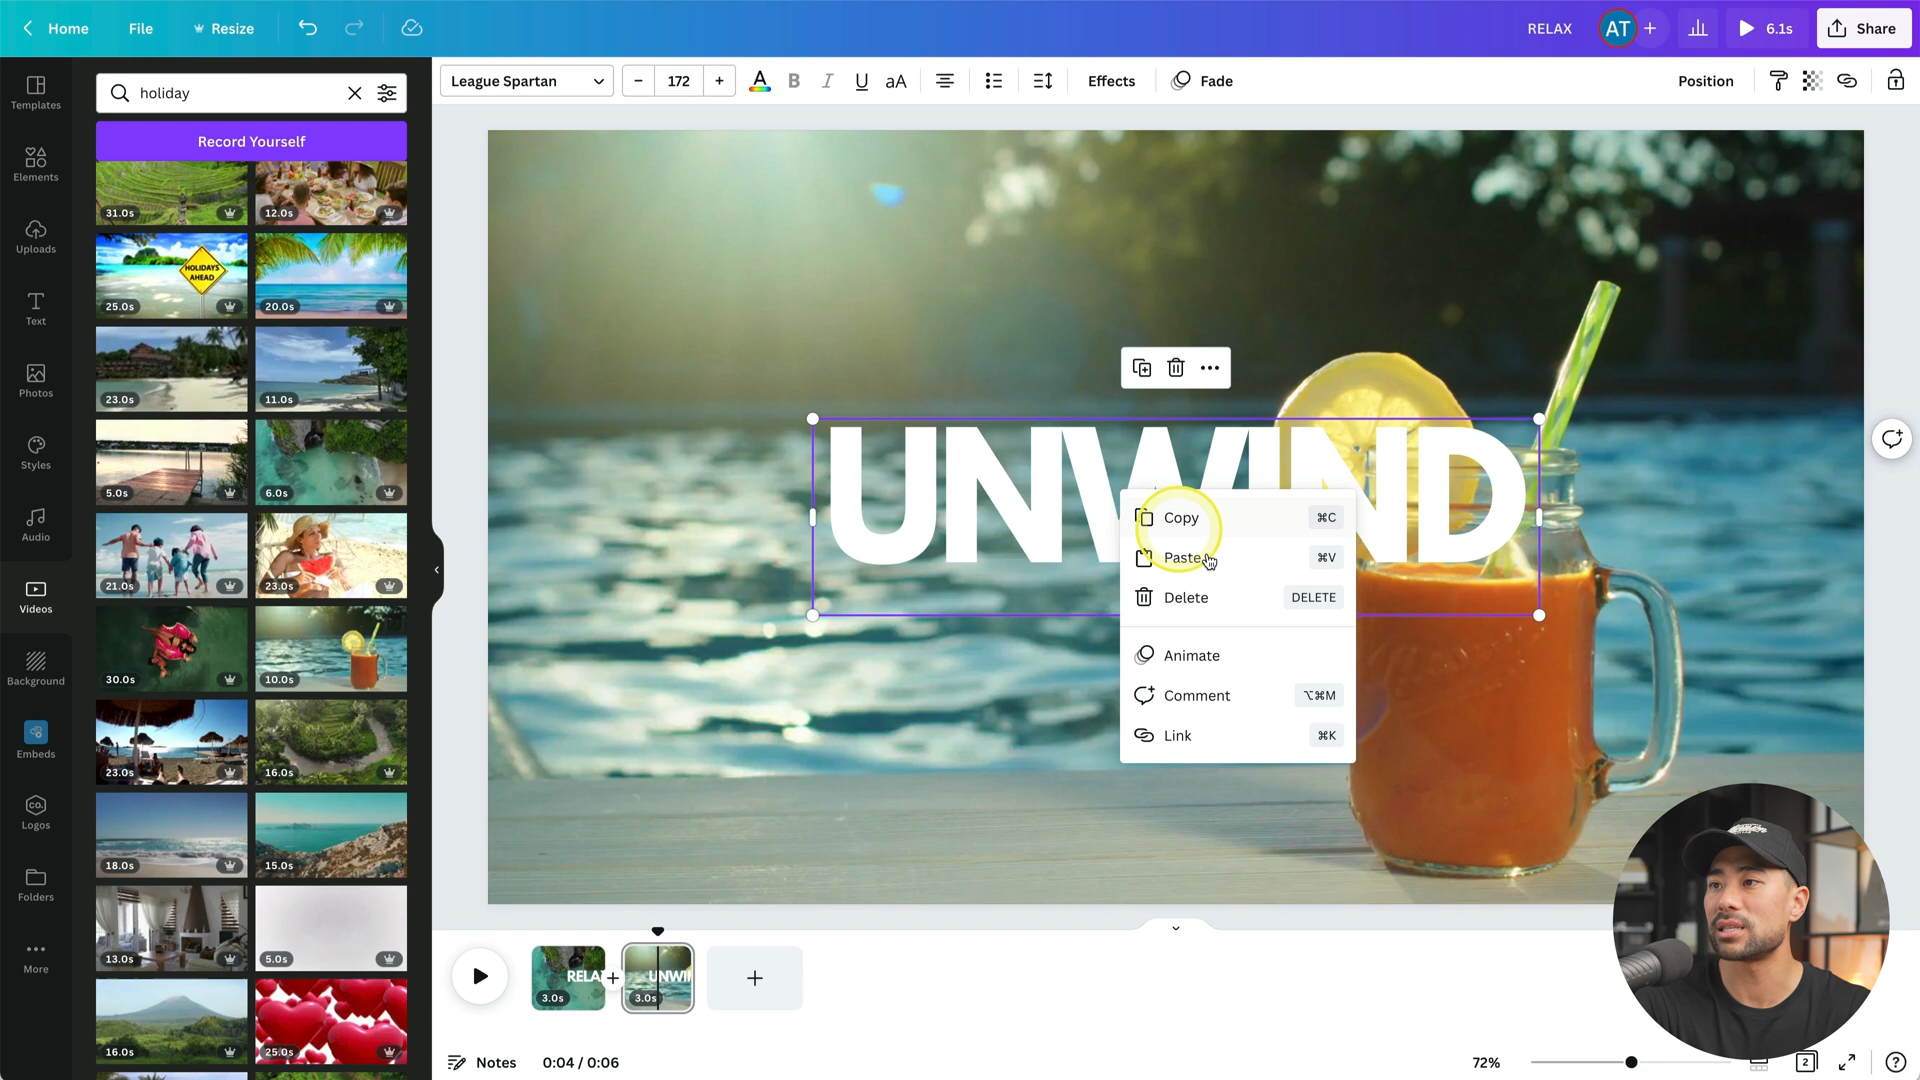 Home
File
Resize
RELAX
AT
6.1s
Share
Templates
Elements
Uploads
Text
Photos
Styles
Audio
Videos
Background
Embeds
CO.
Logos
Folders
More
holiday
Record Yourself
31.0s
12.0s
HOLIDAYS
AHEAD
25.0s
20.0s
23.0s
11.0s
5.0s
6.0s
21.0s
23.0s
30.0s
10.0s
23.0s
16.0s
18.0s
15.0s
13.0s
5.0s
16.0s
25.0s
League Spartan
172
A
B
I
U
aA
Effects
Fade
Position
UNWIND
Copy
⌘C
Paste
⌘V
Delete
DELETE
Animate
Comment
⌥⌘M
Link
⌘K
RELA
3.0s
UNWI
3.0s
Notes
0:04 / 0:06
72%
2
?